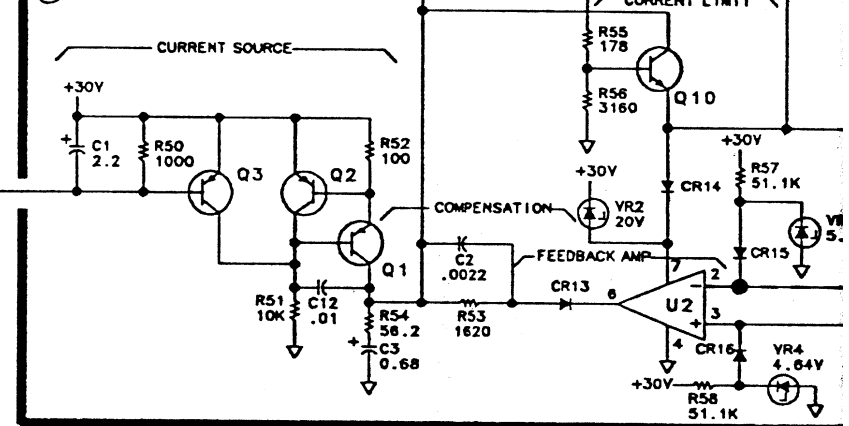 CURRENT LIMIT
CURRENT SOURCE
+30V
C1
2.2
+
R50
1000
Q3
Q2
R52
100
Q1
COMPENSATION
R51
10K
C12
.01
R54
56.2
+
C3
0.68
C2
.0022
R53
1620
CR13
FEEDBACK AMP
R55
178
R56
3160
Q10
+30V
VR2
20V
CR14
+30V
R57
51.1K
CR15
5.
6
7
2
-
U2
3
+
4
CR16
VR4
4.64V
+30V
R58
51.1K